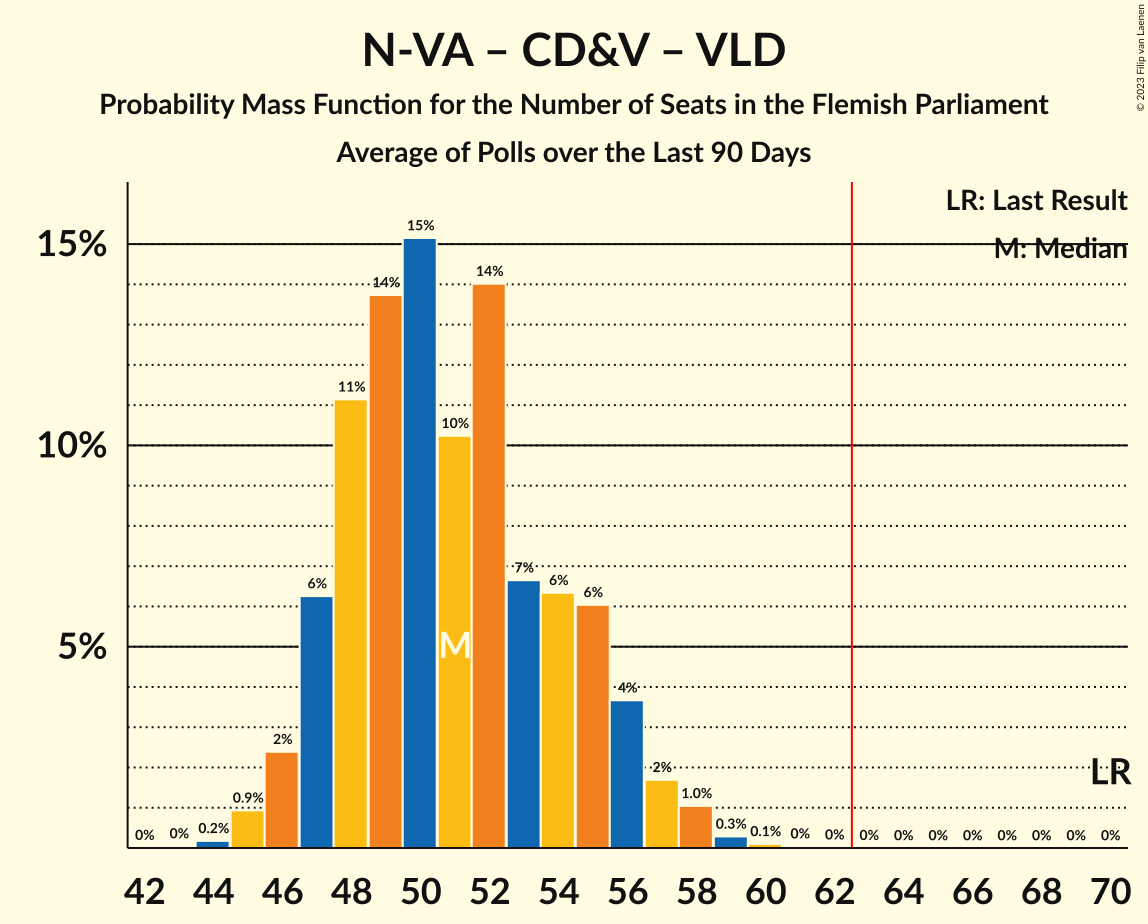 N-VA – CD&V – VLD
Probability Mass Function for the Number of Seats in the Flemish Parliament
Average of Polls over the Last 90 Days
© 2023 Filip van Laenen
LR: Last Result
M: Median
15%
10%
5%
0% 0% 0.2% 0.9% 2% 6% 11% 14% 15% 10% 14% 7% 6% 6% 4% 2% 1.0% 0.3% 0.1% 0% 0% 0% 0% 0% 0% 0% 0% 0% 0%
M
LR
42 44 46 48 50 52 54 56 58 60 62 64 66 68 70